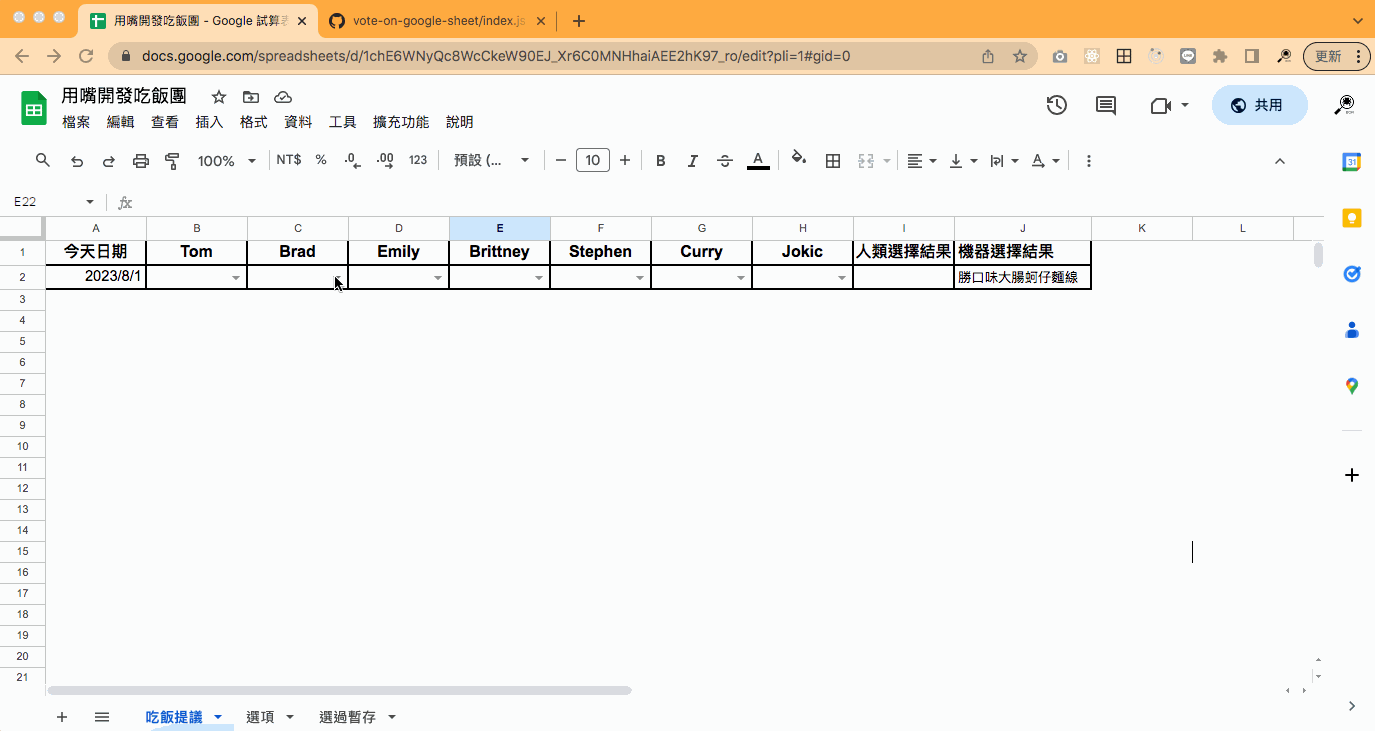 用嘴開發吃飯團 - Google 試算表
vote-on-google-sheet/index.js
docs.google.com/spreadsheets/d/1chE6WNyQc8WcCkeW90EJ_Xr6C0MNHhaiAEE2hK97_ro/edit?pli=1#gid=0
更新
用嘴開發吃飯團
檔案 編輯 查看 插入 格式 資料 工具 擴充功能 說明
共用
100% NT$ % .0 .00 123 預設 (... 10 B I A A
31
E22 fx
A B C D E F G H I J K L
1 今天日期 Tom Brad Emily Brittney Stephen Curry Jokic 人類選擇結果 機器選擇結果
2 2023/8/1 勝口味大腸蚵仔麵線
3
4
5
6
7
8
9
10
11
12
13
14
15
16
17
18
19
20
21
吃飯提議 選項 選過暫存